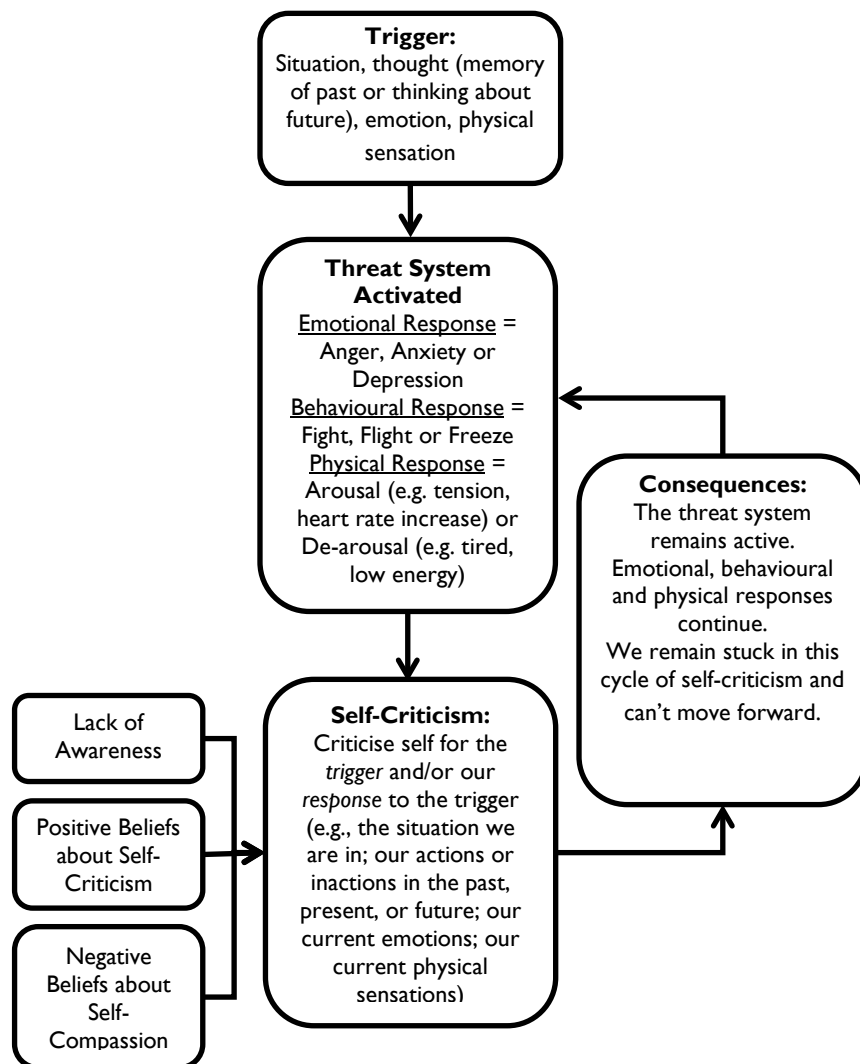 Trigger:
Situation, thought (memory
of past or thinking about
future), emotion, physical
sensation
Threat System
Activated
Emotional Response =
Anger, Anxiety or
Depression
Behavioural Response =
Fight, Flight or Freeze
Physical Response =
Arousal (e.g. tension,
heart rate increase) or
De-arousal (e.g. tired,
low energy)
Consequences:
The threat system
remains active.
Emotional, behavioural
and physical responses
continue.
We remain stuck in this
cycle of self-criticism and
can't move forward.
Lack of
Awareness
Positive Beliefs
about Self-
Criticism
Negative
Beliefs about
Self-
Compassion
Self-Criticism:
Criticise self for the
trigger and/or our
response to the trigger
(e.g., the situation we
are in; our actions or
inactions in the past,
present, or future; our
current emotions; our
current physical
sensations)